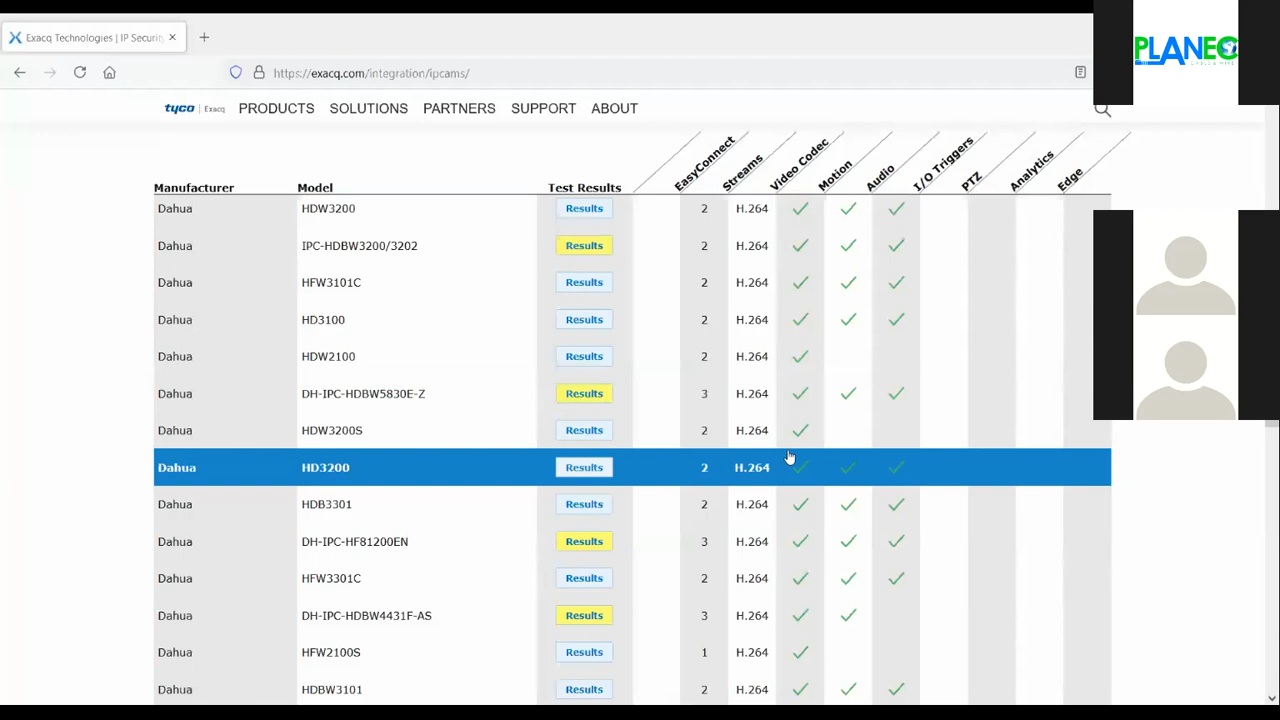 Exacq Technologies | IP Security
https://exacq.com/integration/ipcams/
PLANEC
tyco | Exacq PRODUCTS SOLUTIONS PARTNERS SUPPORT ABOUT
Manufacturer Model Test Results EasyConnect Streams Video Codec Motion Audio I/O Triggers PTZ Analytics Edge
Dahua HDW3200 Results 2 H.264
Dahua IPC-HDBW3200/3202 Results 2 H.264
Dahua HFW3101C Results 2 H.264
Dahua HD3100 Results 2 H.264
Dahua HDW2100 Results 2 H.264
Dahua DH-IPC-HDBW5830E-Z Results 3 H.264
Dahua HDW3200S Results 2 H.264
Dahua HD3200 Results 2 H.264
Dahua HDB3301 Results 2 H.264
Dahua DH-IPC-HF81200EN Results 3 H.264
Dahua HFW3301C Results 2 H.264
Dahua DH-IPC-HDBW4431F-AS Results 3 H.264
Dahua HFW2100S Results 1 H.264
Dahua HDBW3101 Results 2 H.264